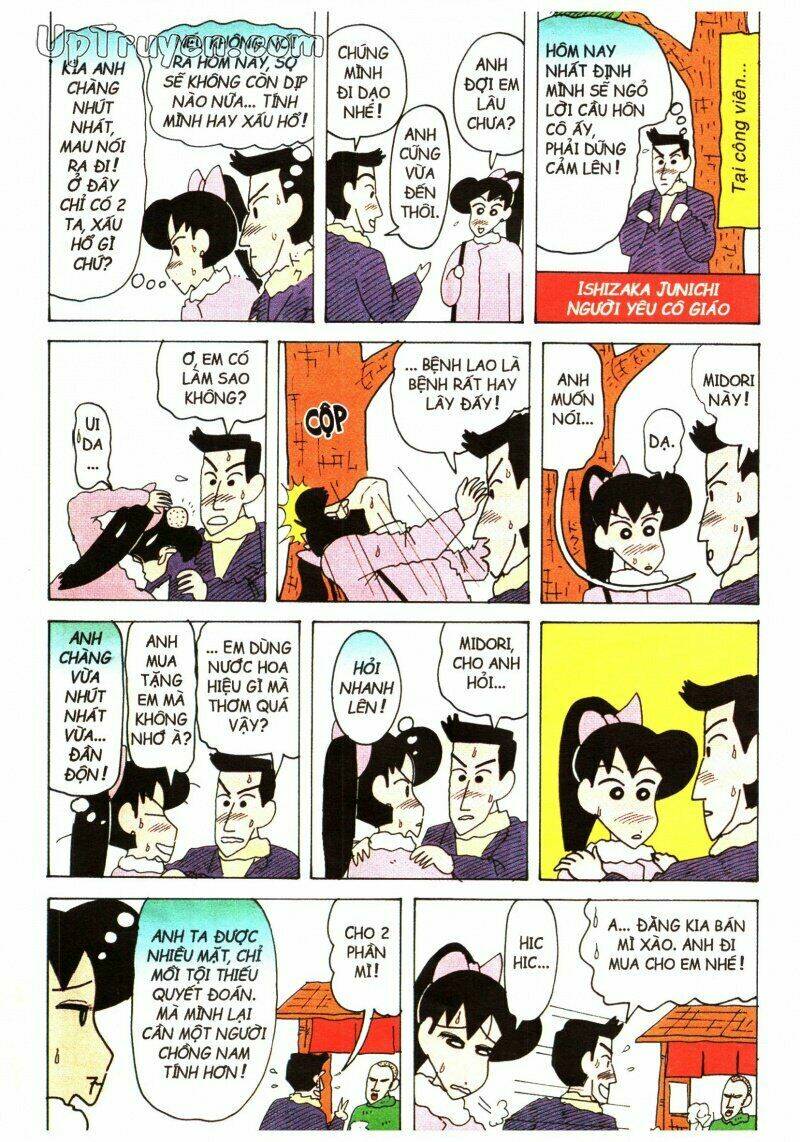 UpTruyen.com
Tại công viên...
HÔM NAY
NHẤT ĐỊNH
MÌNH SẼ NGỎ
LỜI CẦU HÔN
CÔ ẤY,
PHẢI DŨNG
CẢM LÊN!
ISHIZAKA JUNICHI
NGƯỜI YÊU CÔ GIÁO
ANH
ĐỢI EM
LÂU
CHƯA?
ANH
CŨNG
VỪA
ĐẾN
THÔI.
CHÚNG
MÌNH
ĐI DẠO
NHÉ!
NẾU KHÔNG NÓI
RA HÔM NAY, SỢ
SẼ KHÔNG CÒN DỊP
NÀO NỮA... TÍNH
MÌNH HAY XẤU HỔ!
KÌA ANH
CHÀNG
NHÚT
NHÁT,
MAU NÓI
RA ĐI!
Ở ĐÂY
CHỈ CÓ 2
TA, XẤU
HỔ GÌ
CHỨ?
MIDORI
NÀY!
DẠ.
ANH
MUỐN
NÓI...
ドクン
... BỆNH LAO LÀ
BỆNH RẤT HAY
LÂY ĐẤY!
CỘP
Ơ, EM CÓ
LÀM SAO
KHÔNG?
UI
DA
...
MIDORI,
CHO ANH
HỎI...
HỎI
NHANH
LÊN!
... EM DÙNG
NƯỚC HOA
HIỆU GÌ MÀ
THƠM QUÁ
VẬY?
ANH
MUA
TẶNG
EM MÀ
KHÔNG
NHỚ À?
ANH
CHÀNG
VỪA
NHÚT
NHÁT
VỪA...
ĐẦN
ĐỘN!
A... ĐẰNG KIA BÁN
MÌ XÀO. ANH ĐI
MUA CHO EM NHÉ!
HIC
HIC...
CHO 2
PHẦN
MÌ!
ANH TA ĐƯỢC
NHIỀU MẶT, CHỈ
MỖI TỘI THIẾU
QUYẾT ĐOÁN.
MÀ MÌNH LẠI
CẦN MỘT NGƯỜI
CHỒNG NAM
TÍNH HƠN!